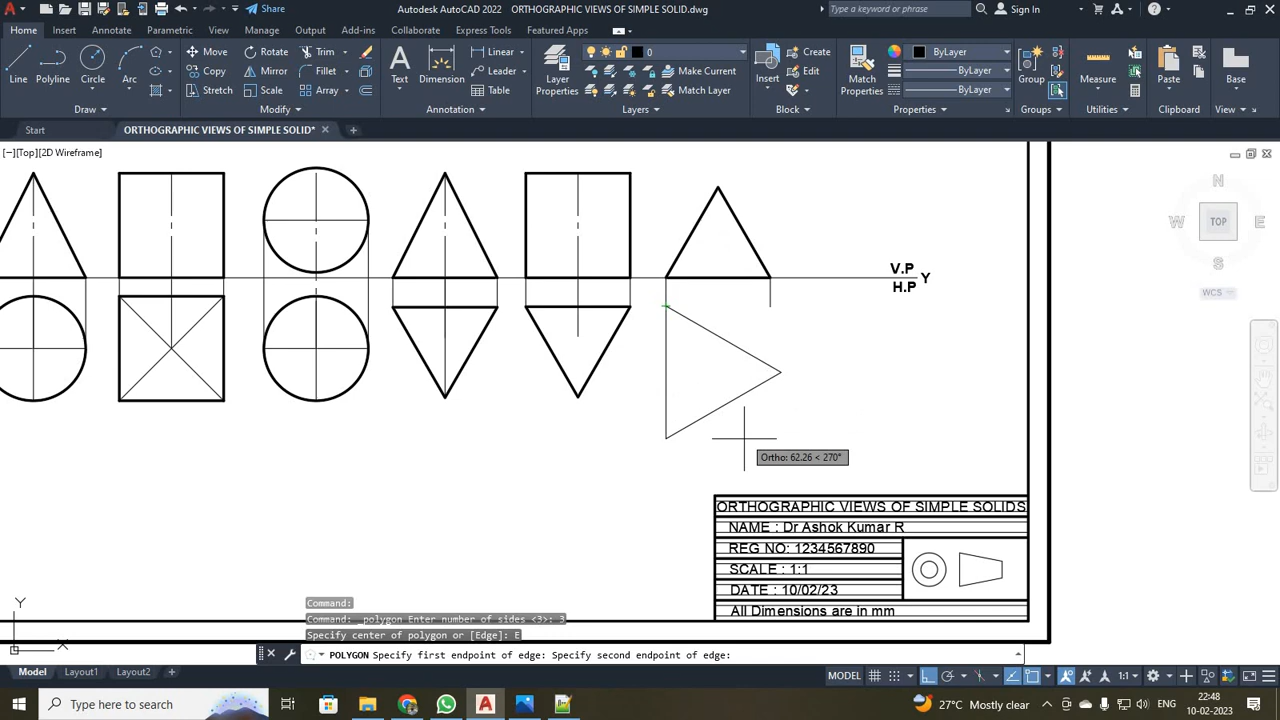 Share
Autodesk AutoCAD 2022 ORTHOGRAPHIC VIEWS OF SIMPLE SOLID.dwg
Type a keyword or phrase
Sign In
Home Insert Annotate Parametric View Manage Output Add-ins Collaborate Express Tools Featured Apps
Line Polyline Circle Arc
Move Rotate Trim
Copy Mirror Fillet
Stretch Scale Array
Text Dimension
Linear
Leader
Table
Layer Properties
0
Make Current
Match Layer
Insert
Create
Edit
Match Properties
ByLayer
ByLayer
ByLayer
Group
Measure
Paste
Base
Draw Modify Annotation Layers Block Properties Groups Utilities Clipboard View
Start ORTHOGRAPHIC VIEWS OF SIMPLE SOLID*
[−][Top][2D Wireframe]
N
W TOP E
S
WCS
V.P
Y
H.P
Ortho: 62.26 < 270°
ORTHOGRAPHIC VIEWS OF SIMPLE SOLIDS
NAME : Dr Ashok Kumar R
REG NO: 1234567890
SCALE : 1:1
DATE : 10/02/23
All Dimensions are in mm
Y
X
Command:
Command: _polygon Enter number of sides <3>: 3
Specify center of polygon or [Edge]: E
POLYGON Specify first endpoint of edge: Specify second endpoint of edge:
Model Layout1 Layout2
MODEL
1:1
Type here to search
27°C Mostly clear
ENG
22:48
10-02-2023